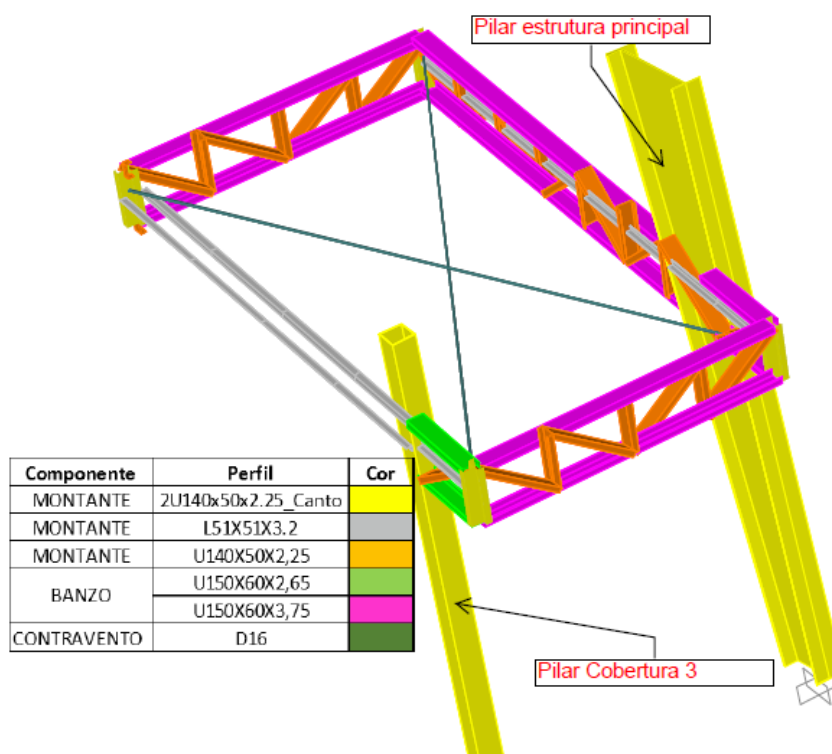 Pilar estrutura principal
Componente Perfil Cor
MONTANTE 2U140x50x2.25_Canto
MONTANTE L51X51X3.2
MONTANTE U140X50X2,25
BANZO U150X60X2,65
U150X60X3,75
CONTRAVENTO D16
Pilar Cobertura 3